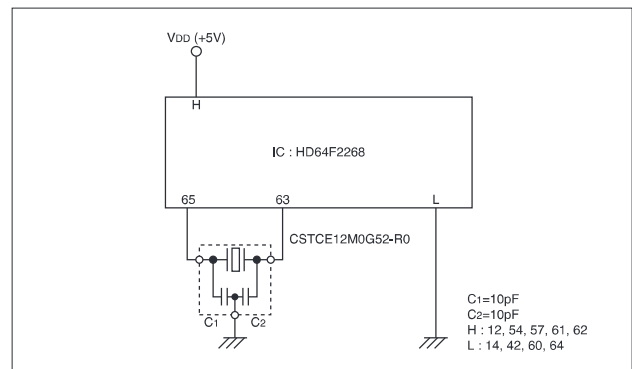 VDD (+5V)
H
IC : HD64F2268
65 63 L
CSTCE12M0G52-R0
C1 C2
C1=10pF
C2=10pF
H : 12, 54, 57, 61, 62
L : 14, 42, 60, 64